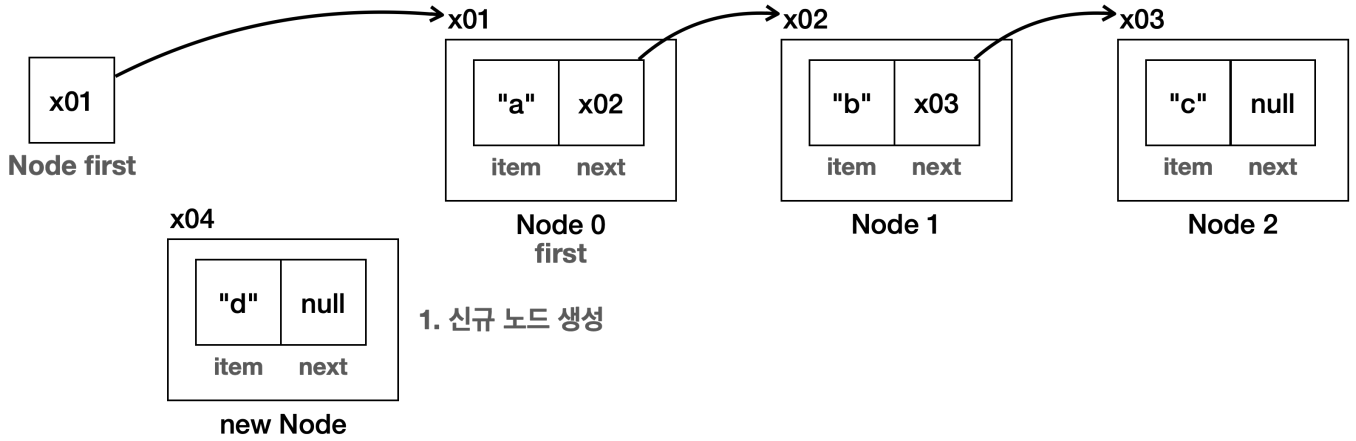 x01
Node first
x01
"a" x02
item next
Node 0
first
x02
"b" x03
item next
Node 1
x03
"c" null
item next
Node 2
x04
"d" null
item next
new Node
1. 신규 노드 생성